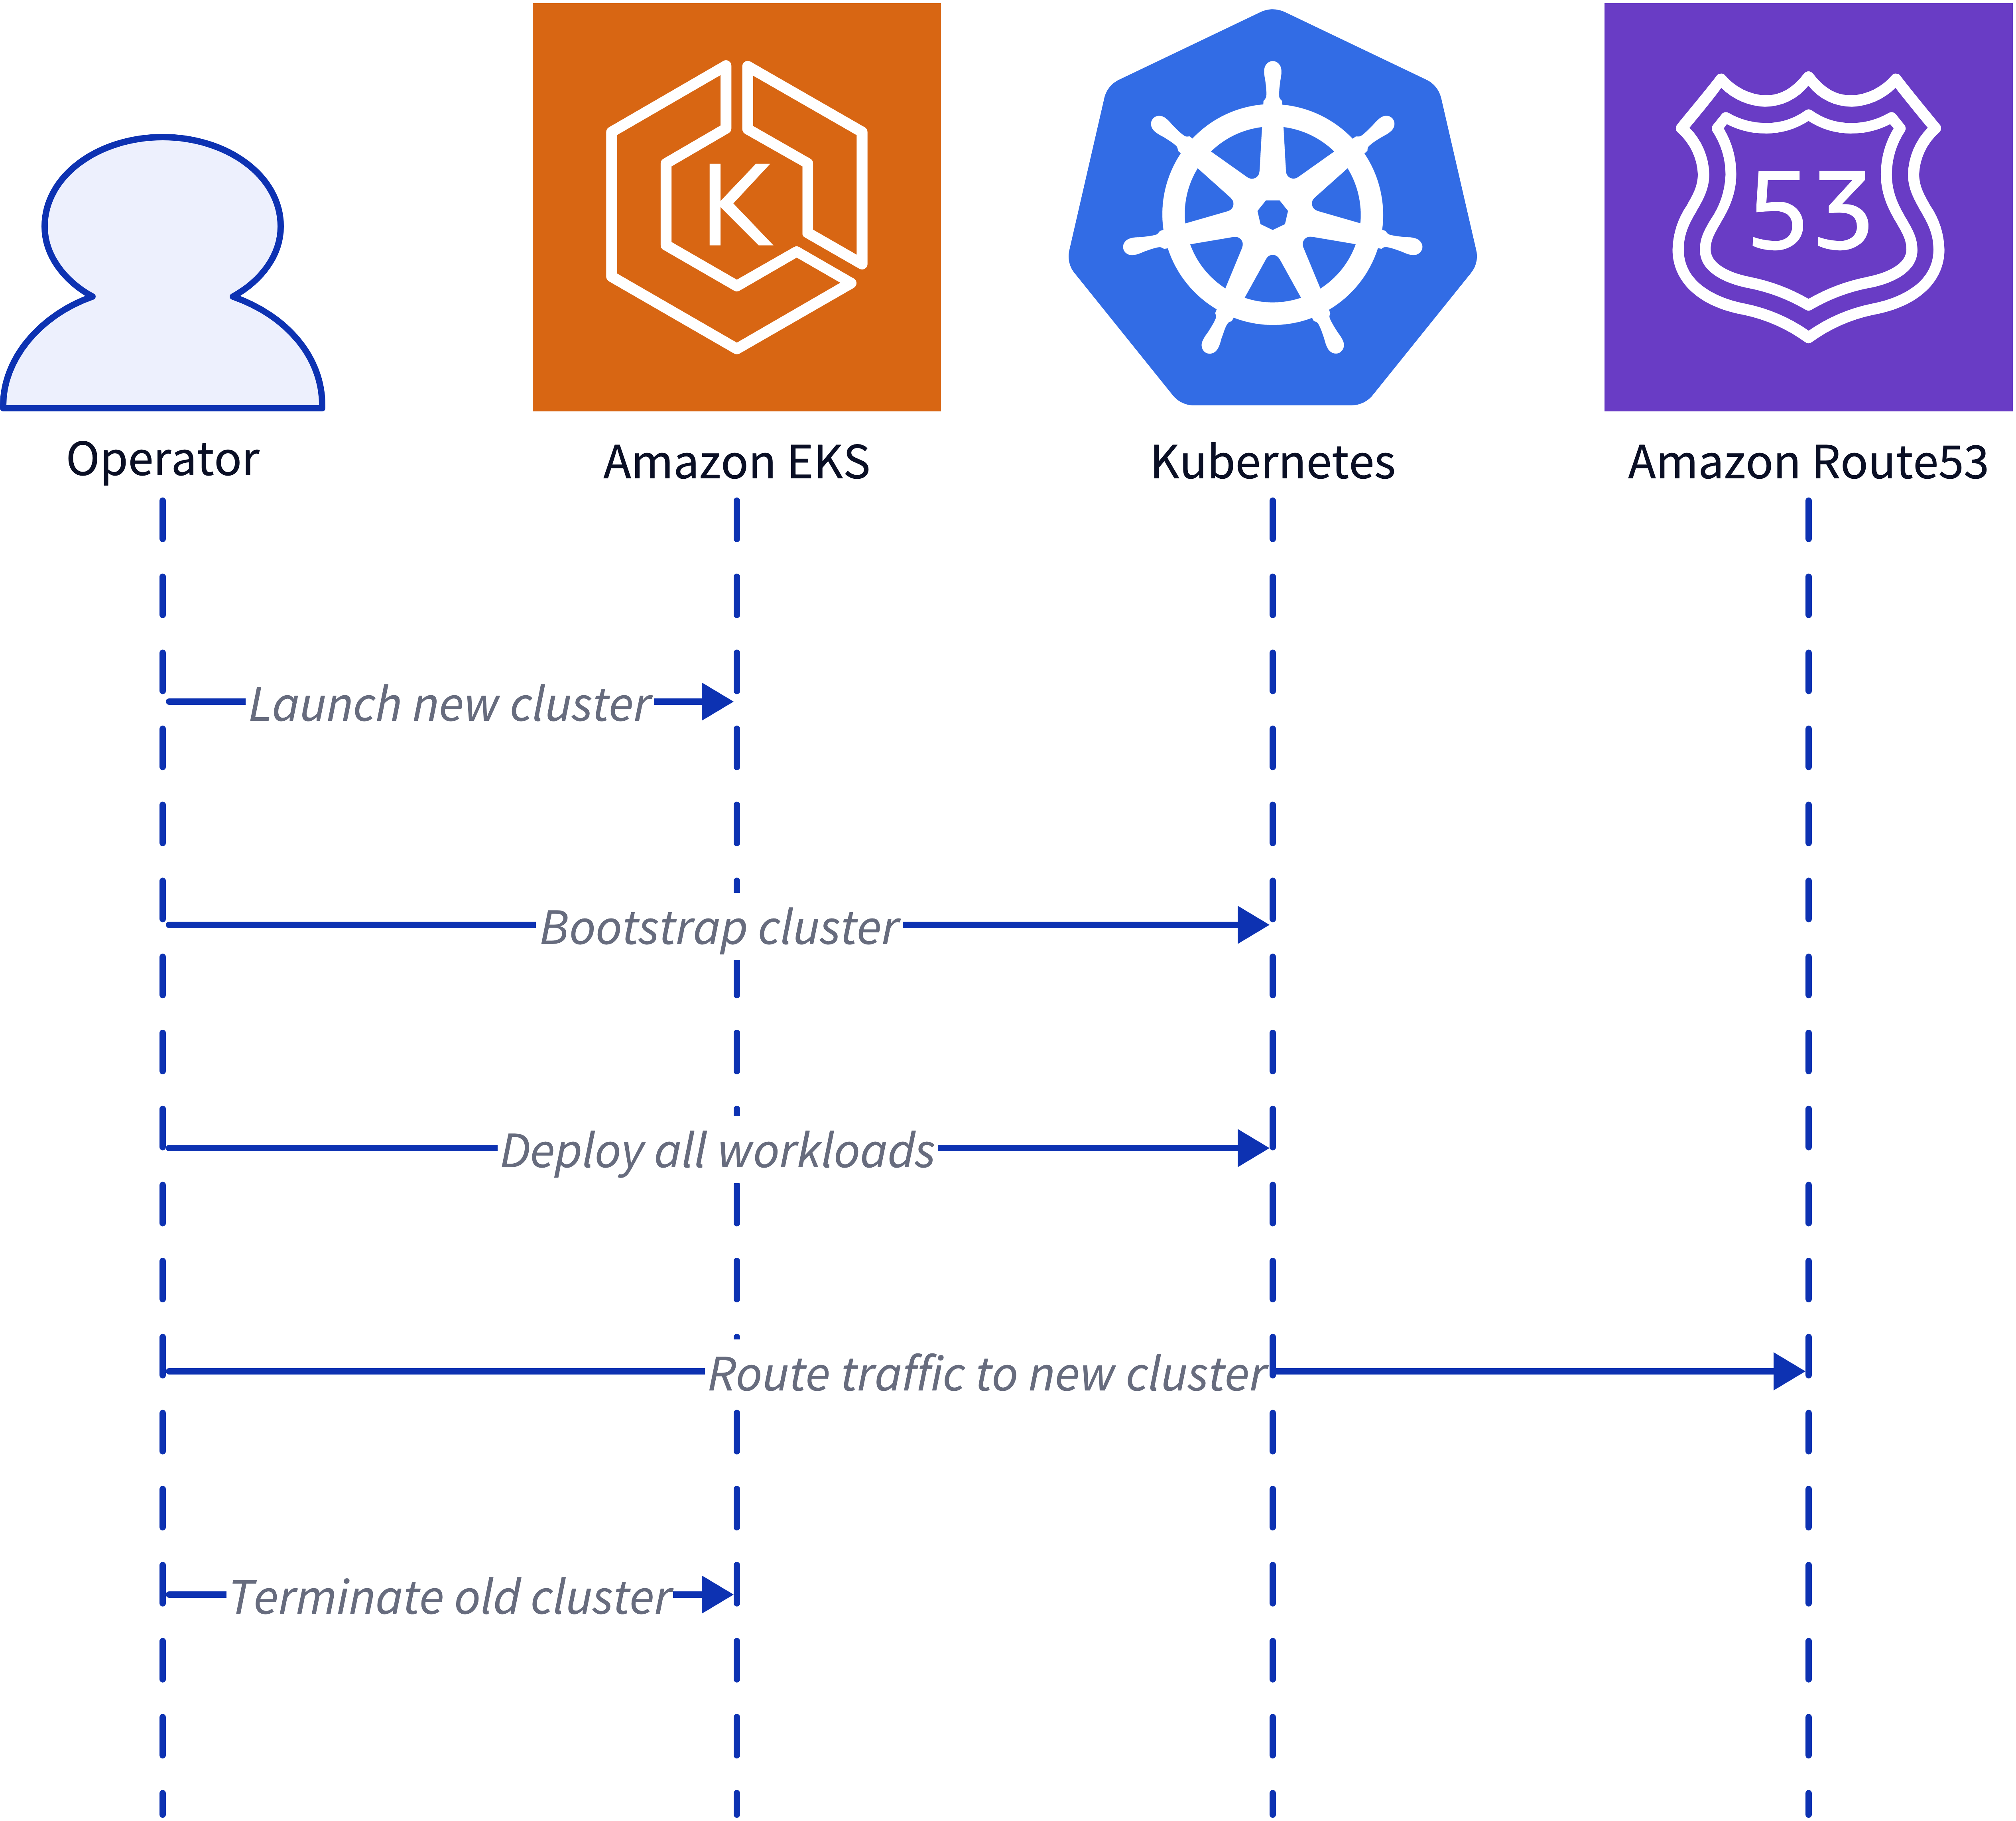 K
53
Operator
Amazon EKS
Kubernetes
Amazon Route53
Launch new cluster
Bootstrap cluster
Deploy all workloads
Route traffic to new cluster
Terminate old cluster